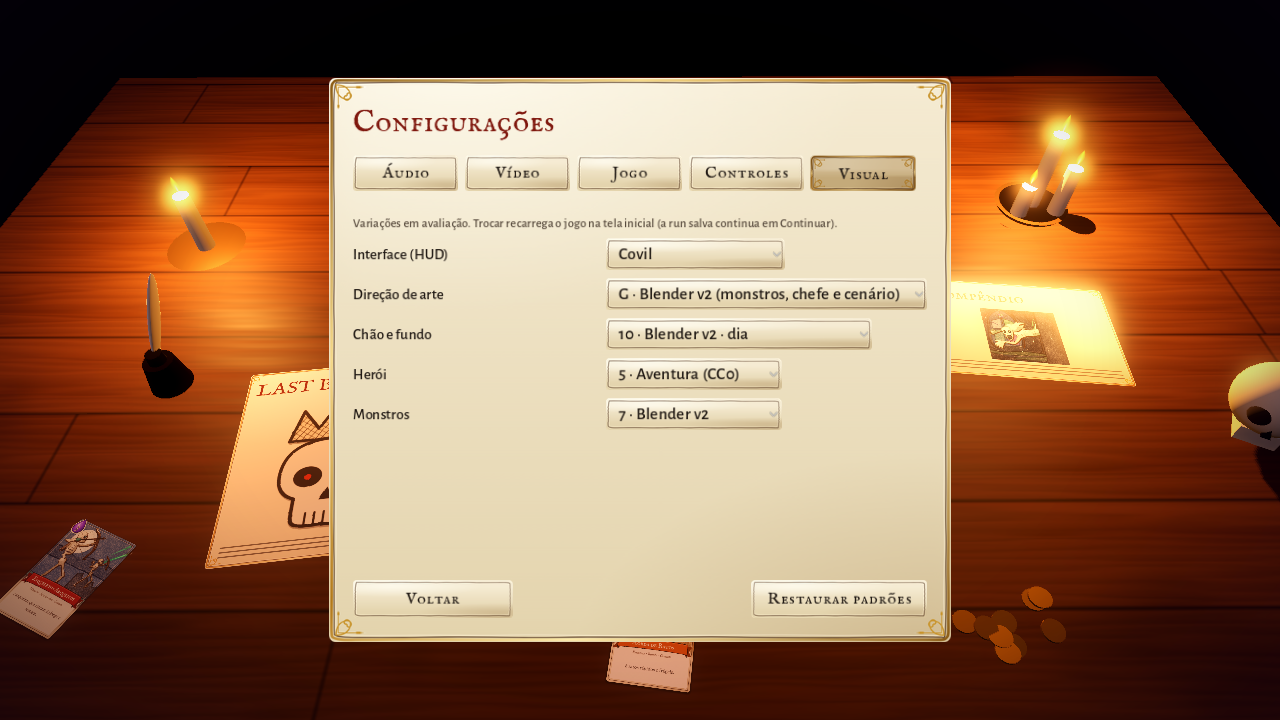 Configurações
Áudio
Vídeo
Jogo
Controles
Visual
Variações em avaliação. Trocar recarrega o jogo na tela inicial (a run salva continua em Continuar).
Interface (HUD)
Covil
Direção de arte
G · Blender v2 (monstros, chefe e cenário)
Chão e fundo
10 · Blender v2 · dia
Herói
5 · Aventura (CC0)
Monstros
7 · Blender v2
LAST
Voltar
Restaurar padrões